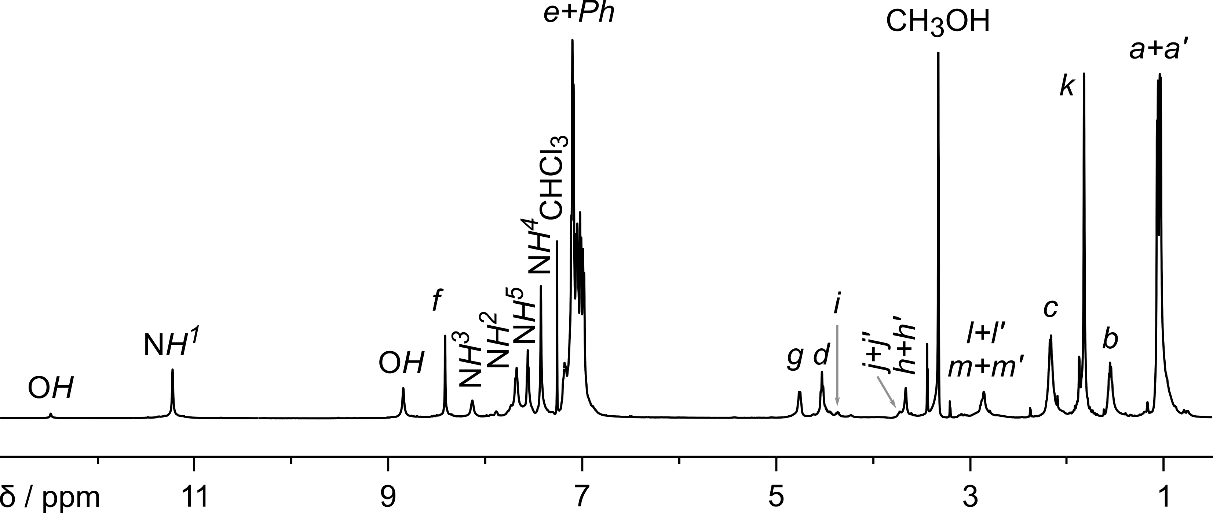 e+Ph
CH3OH
a+a'
k
CHCl3
NH4
f
i
NH5
c
l+l'
j+j'
h+h'
NH1
NH2
NH3
OH
OH
g
d
m+m'
b
δ / ppm
11
9
7
5
3
1